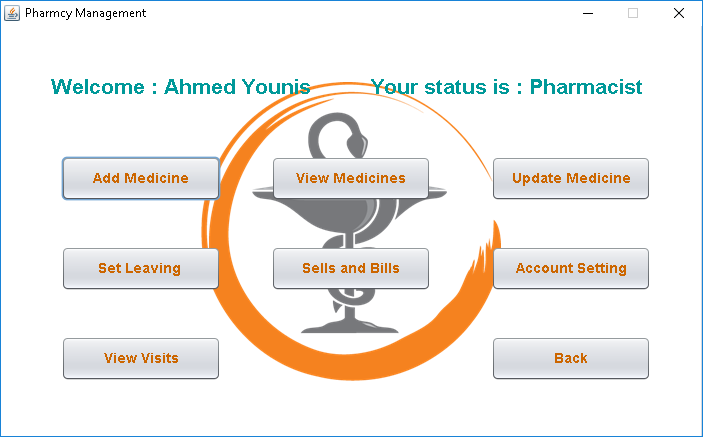 Pharmcy Management
Welcome : Ahmed Younis Your status is : Pharmacist
Add Medicine View Medicines Update Medicine
Set Leaving Sells and Bills Account Setting
View Visits Back